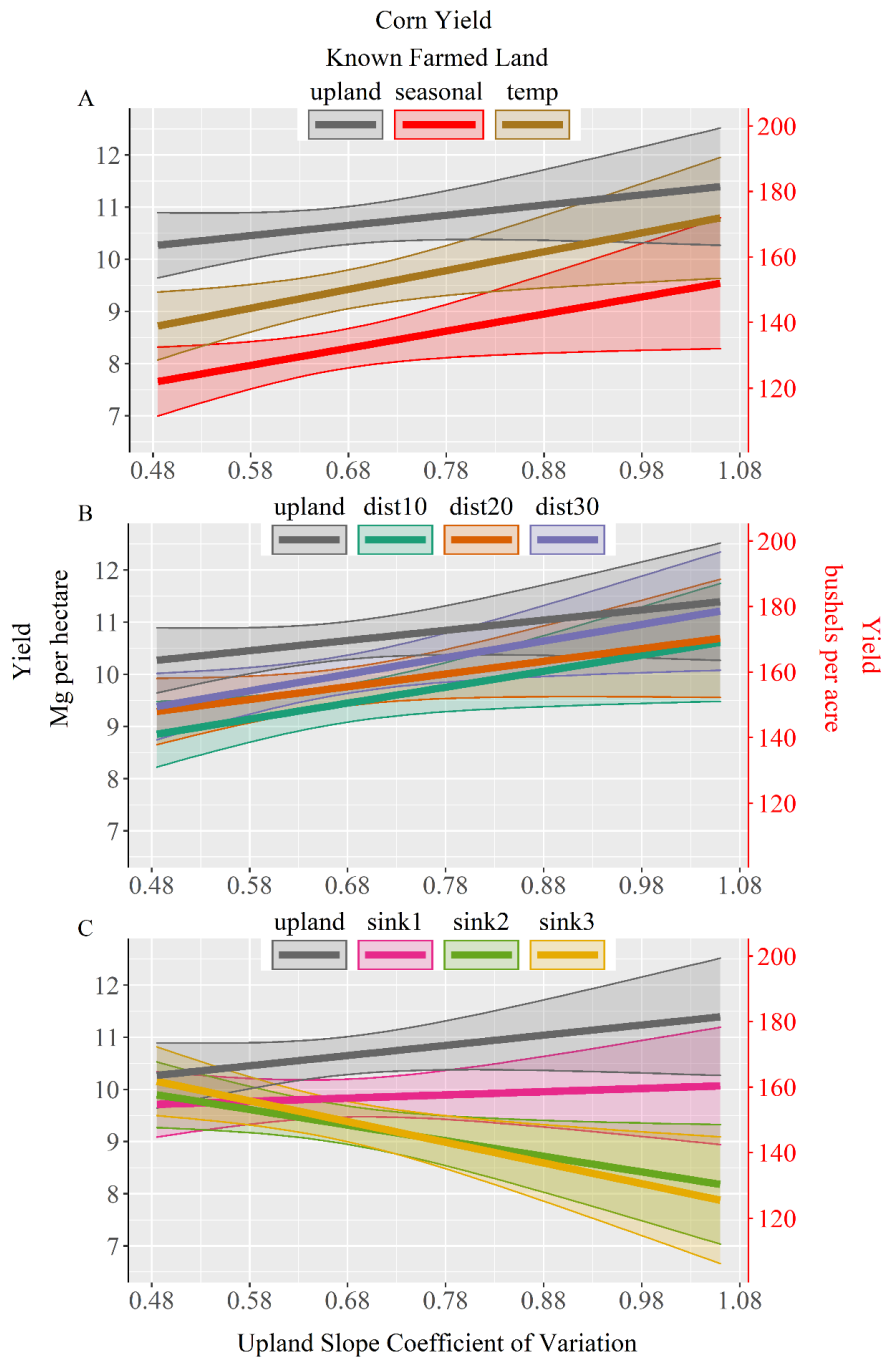 Corn Yield
Known Farmed Land
A
upland seasonal temp
12
11
10
9
8
7
200
180
160
140
120
0.48 0.58 0.68 0.78 0.88 0.98 1.08
B
upland dist10 dist20 dist30
12
11
10
9
8
7
200
180
160
140
120
0.48 0.58 0.68 0.78 0.88 0.98 1.08
Yield
Mg per hectare
Yield
bushels per acre
C
upland sink1 sink2 sink3
12
11
10
9
8
7
200
180
160
140
120
0.48 0.58 0.68 0.78 0.88 0.98 1.08
Upland Slope Coefficient of Variation